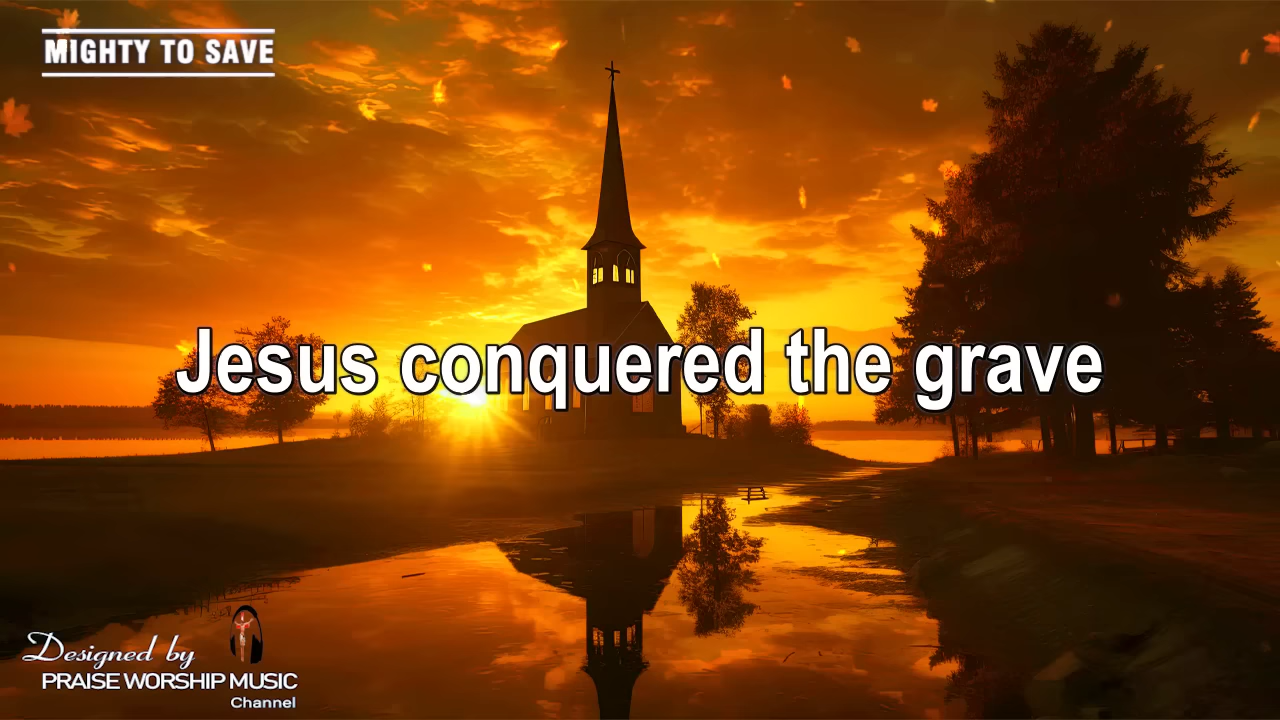 MIGHTY TO SAVE
Jesus conquered the grave
Designed by
PRAISE WORSHIP MUSIC
Channel